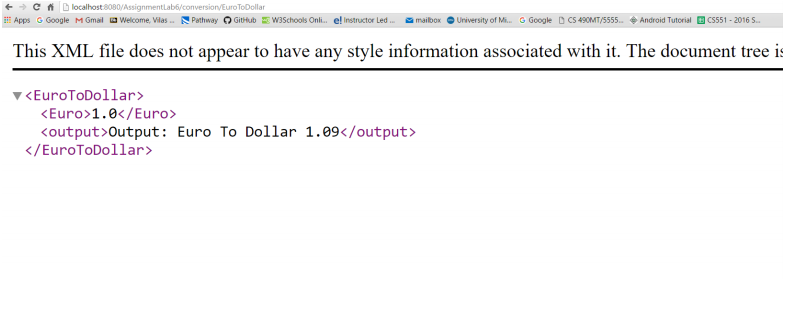 localhost:8080/AssignmentLab6/conversion/EuroToDollar
Apps Google Gmail Welcome, Vilas ... Pathway GitHub W3Schools Onli... Instructor Led ... mailbox University of Mi... Google CS 490MT/5555... Android Tutorial CS551 - 2016 S...
This XML file does not appear to have any style information associated with it. The document tree is
<EuroToDollar>
<Euro>1.0</Euro>
<output>Output: Euro To Dollar 1.09</output>
</EuroToDollar>